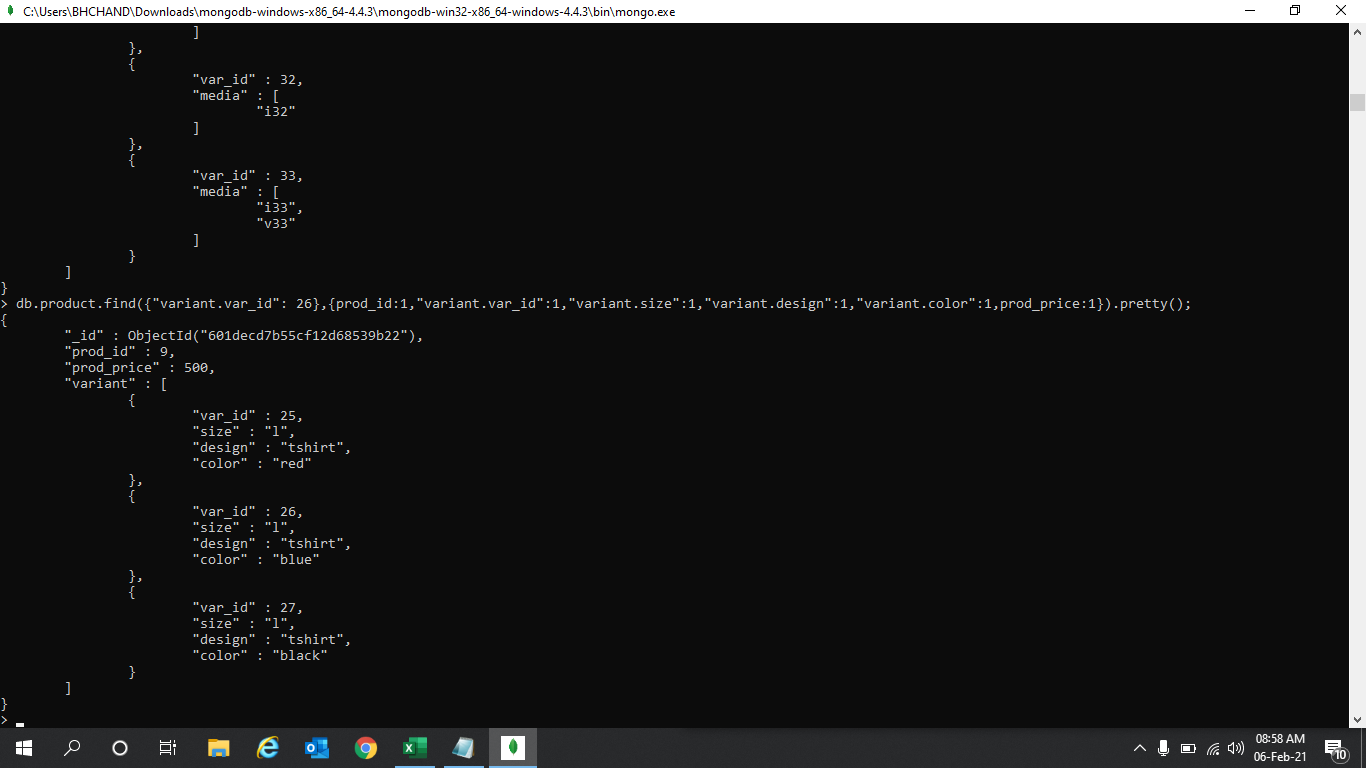 C:\Users\BHCHAND\Downloads\mongodb-windows-x86_64-4.4.3\mongodb-win32-x86_64-windows-4.4.3\bin\mongo.exe
]
},
{
"var_id" : 32,
"media" : [
"i32"
]
},
{
"var_id" : 33,
"media" : [
"i33",
"v33"
]
}
]
}
> db.product.find({"variant.var_id": 26},{prod_id:1,"variant.var_id":1,"variant.size":1,"variant.design":1,"variant.color":1,prod_price:1}).pretty();
{
"_id" : ObjectId("601decd7b55cf12d68539b22"),
"prod_id" : 9,
"prod_price" : 500,
"variant" : [
{
"var_id" : 25,
"size" : "l",
"design" : "tshirt",
"color" : "red"
},
{
"var_id" : 26,
"size" : "l",
"design" : "tshirt",
"color" : "blue"
},
{
"var_id" : 27,
"size" : "l",
"design" : "tshirt",
"color" : "black"
}
]
}
>
08:58 AM
06-Feb-21
10